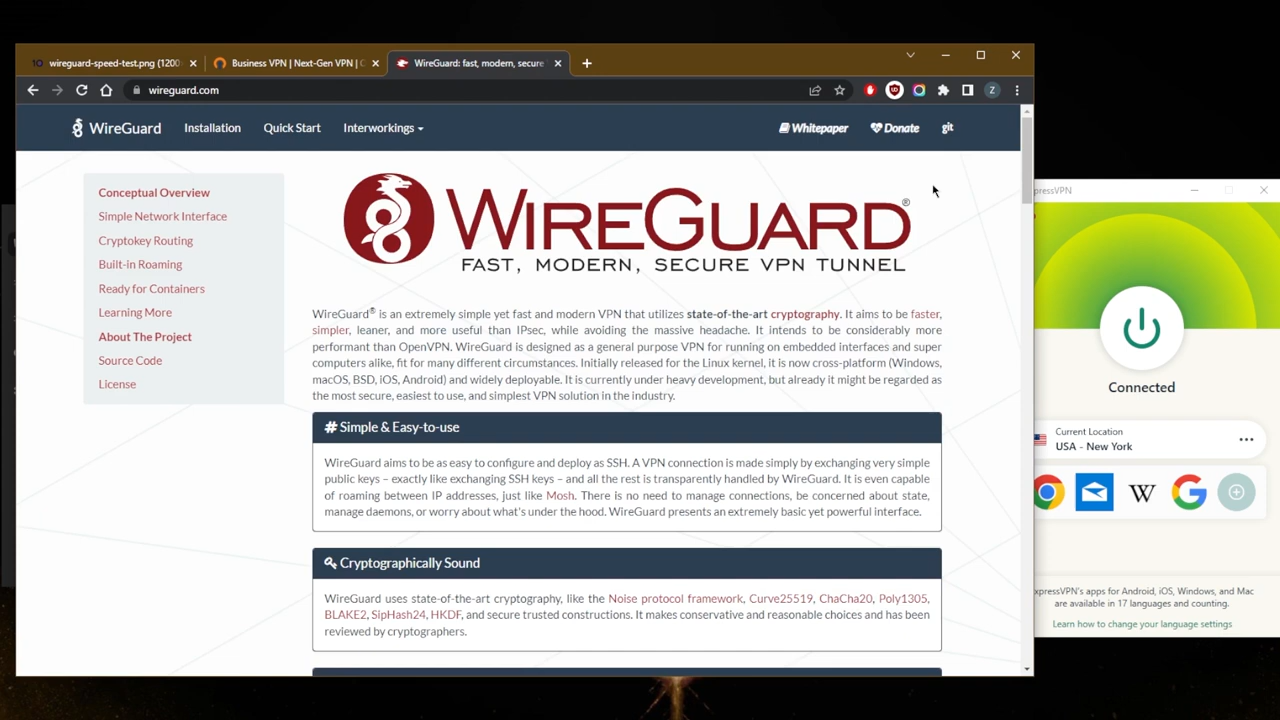 wireguard-speed-test.png (1200
Business VPN | Next-Gen VPN |
WireGuard: fast, modern, secure
wireguard.com
Z
WireGuard
Installation
Quick Start
Interworkings
Whitepaper
Donate
git
Conceptual Overview
Simple Network Interface
Cryptokey Routing
Built-in Roaming
Ready for Containers
Learning More
About The Project
Source Code
License
WIREGUARD®
FAST, MODERN, SECURE VPN TUNNEL
WireGuard® is an extremely simple yet fast and modern VPN that utilizes state-of-the-art cryptography. It aims to be faster,
simpler, leaner, and more useful than IPsec, while avoiding the massive headache. It intends to be considerably more
performant than OpenVPN. WireGuard is designed as a general purpose VPN for running on embedded interfaces and super
computers alike, fit for many different circumstances. Initially released for the Linux kernel, it is now cross-platform (Windows,
macOS, BSD, iOS, Android) and widely deployable. It is currently under heavy development, but already it might be regarded as
the most secure, easiest to use, and simplest VPN solution in the industry.
# Simple & Easy-to-use
WireGuard aims to be as easy to configure and deploy as SSH. A VPN connection is made simply by exchanging very simple
public keys – exactly like exchanging SSH keys – and all the rest is transparently handled by WireGuard. It is even capable
of roaming between IP addresses, just like Mosh. There is no need to manage connections, be concerned about state,
manage daemons, or worry about what's under the hood. WireGuard presents an extremely basic yet powerful interface.
Cryptographically Sound
WireGuard uses state-of-the-art cryptography, like the Noise protocol framework, Curve25519, ChaCha20, Poly1305,
BLAKE2, SipHash24, HKDF, and secure trusted constructions. It makes conservative and reasonable choices and has been
reviewed by cryptographers.
pressVPN
Connected
Current Location
USA - New York
W
G
xpressVPN's apps for Android, iOS, Windows, and Mac
are available in 17 languages and counting.
Learn how to change your language settings